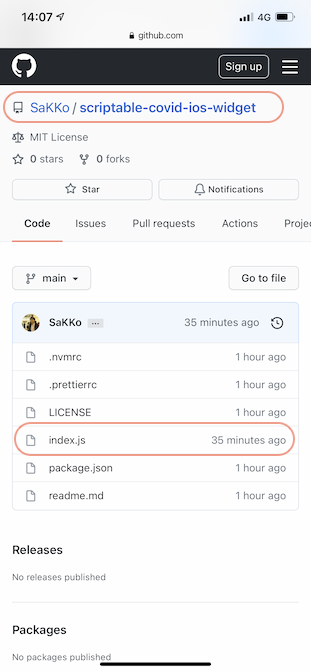 14:07
4G
github.com
Sign up
SaKKo / scriptable-covid-ios-widget
MIT License
0 stars 0 forks
Star Notifications
Code Issues Pull requests Actions Projec
main Go to file
SaKKo ... 35 minutes ago
.nvmrc 1 hour ago
.prettierrc 1 hour ago
LICENSE 1 hour ago
index.js 35 minutes ago
package.json 1 hour ago
readme.md 1 hour ago
Releases
No releases published
Packages
No packages published